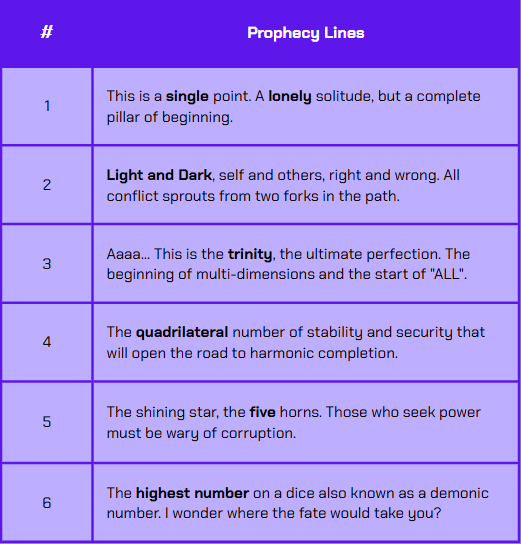 #
Prophecy Lines
1
This is a single point. A lonely solitude, but a complete
pillar of beginning.
2
Light and Dark, self and others, right and wrong. All
conflict sprouts from two forks in the path.
3
Aaaa... This is the trinity, the ultimate perfection. The
beginning of multi-dimensions and the start of "ALL".
4
The quadrilateral number of stability and security that
will open the road to harmonic completion.
5
The shining star, the five horns. Those who seek power
must be wary of corruption.
6
The highest number on a dice also known as a demonic
number. I wonder where the fate would take you?